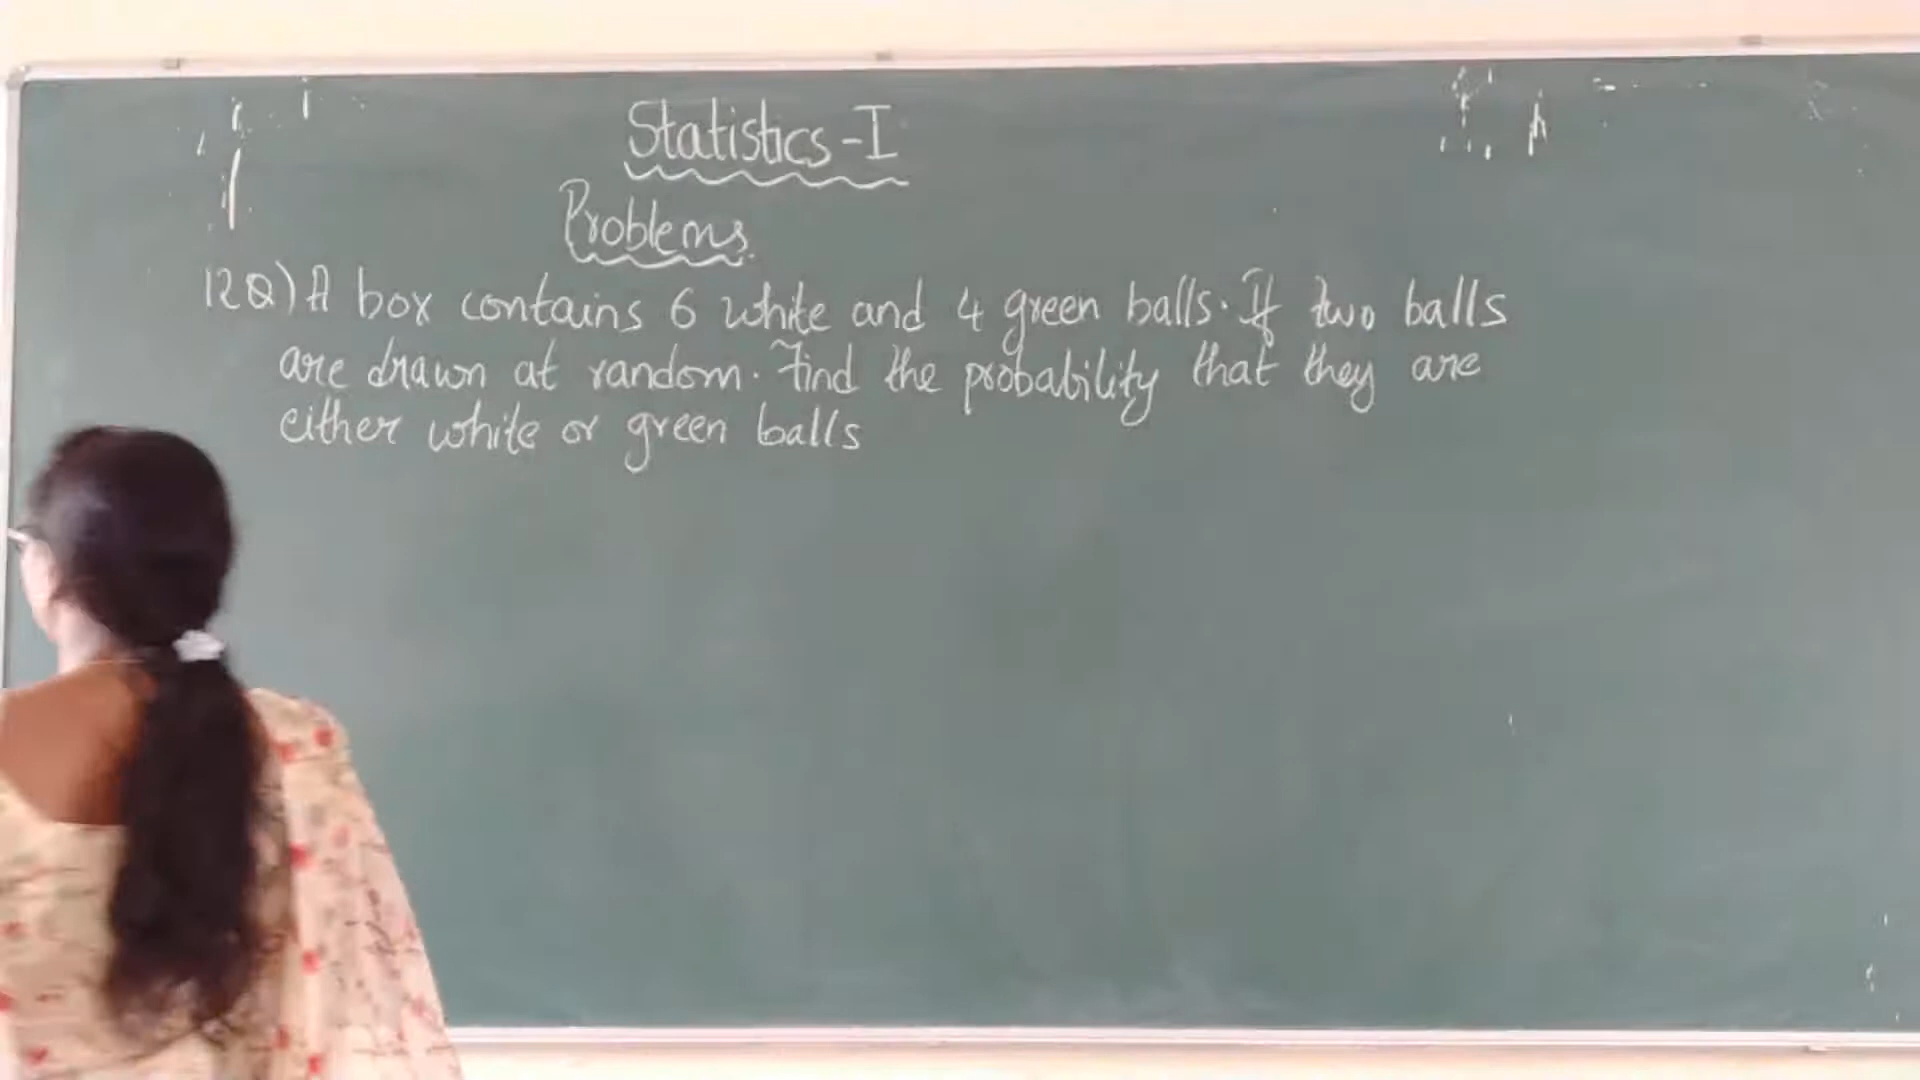 Statistics-I
Problems.
12Q) A box contains 6 white and 4 green balls. If two balls
are drawn at random. Find the probability that they are
either white or green balls